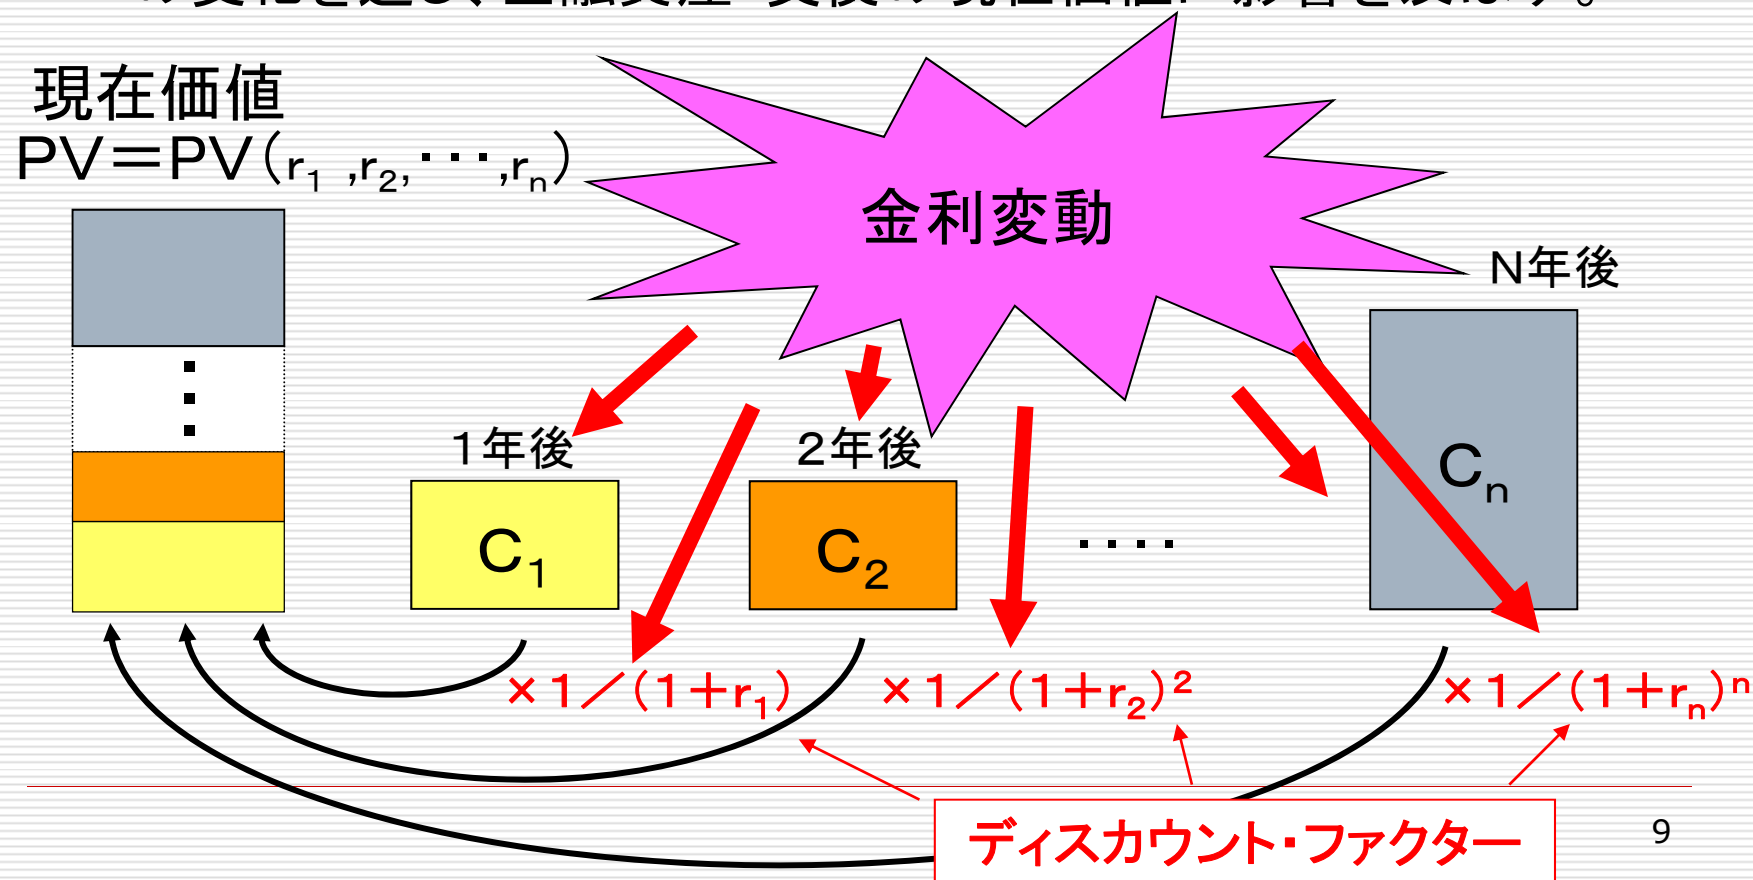 現在価値
PV＝PV(r₁ ,r₂,・・・,rₙ)
金利変動
N年後
1年後
2年後
C₁
C₂
・・・・
Cₙ
×1／(1＋r₁)
×1／(1＋r₂)²
×1／(1＋rₙ)ⁿ
ディスカウント・ファクター
9